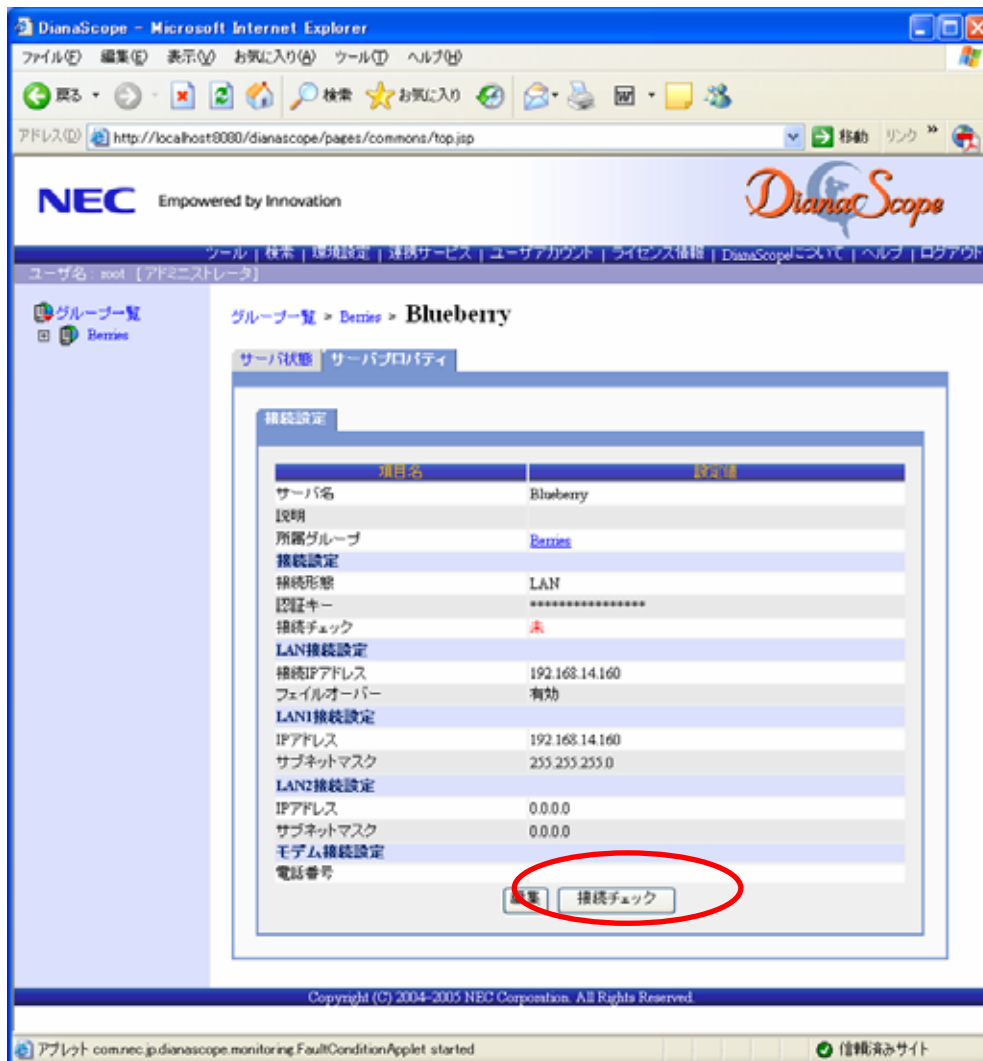 DianaScope - Microsoft Internet Explorer
ファイル(F) 編集(E) 表示(V) お気に入り(A) ツール(T) ヘルプ(H)
戻る 検索 お気に入り
アドレス(D) http://localhost:8080/dianascope/pages/commons/top.jsp 移動 リンク »
NEC Empowered by Innovation DianaScope
ツール | 検索 | 環境設定 | 連携サービス | ユーザアカウント | ライセンス情報 | DianaScopeについて | ヘルプ | ログアウト
ユーザ名 : root [アドミニストレータ]
グループ一覧
Berries
グループ一覧 > Berries > Blueberry
サーバ状態 サーバプロパティ
接続設定
項目名 設定値
サーバ名 Blueberry
説明
所属グループ Berries
接続設定
接続形態 LAN
認証キー ****************
接続チェック 未
LAN接続設定
接続IPアドレス 192.168.14.160
フェイルオーバー 有効
LAN1接続設定
IPアドレス 192.168.14.160
サブネットマスク 255.255.255.0
LAN2接続設定
IPアドレス 0.0.0.0
サブネットマスク 0.0.0.0
モデム接続設定
電話番号
編集 接続チェック
Copyright (C) 2004-2005 NEC Corporation. All Rights Reserved.
アプレット com.nec.jp.dianascope.monitoring.FaultConditionApplet started 信頼済みサイト